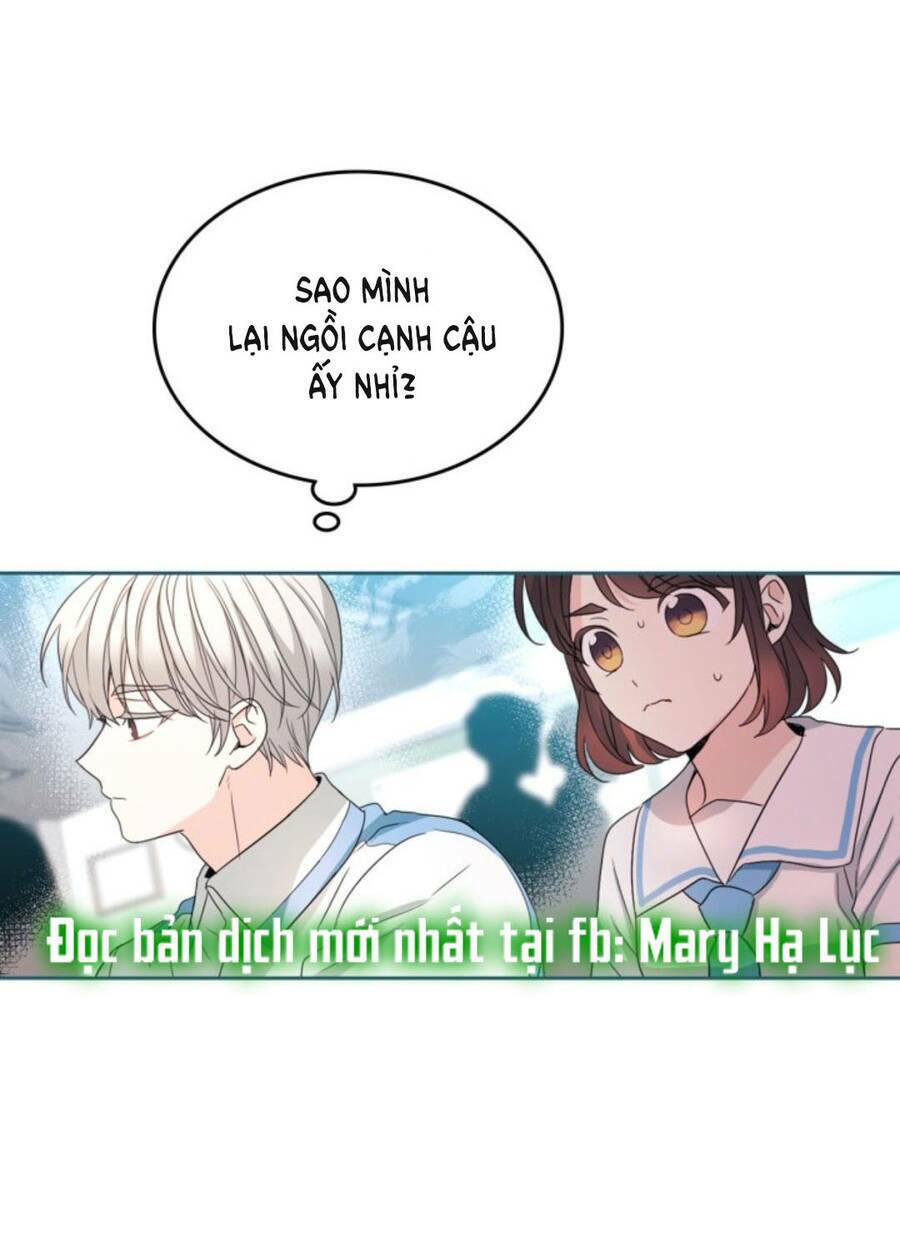 SAO MÌNH
LẠI NGỒI CẠNH CẬU
ẤY NHỈ?
Đọc bản dịch mới nhất tại fb: Mary Hạ Lục